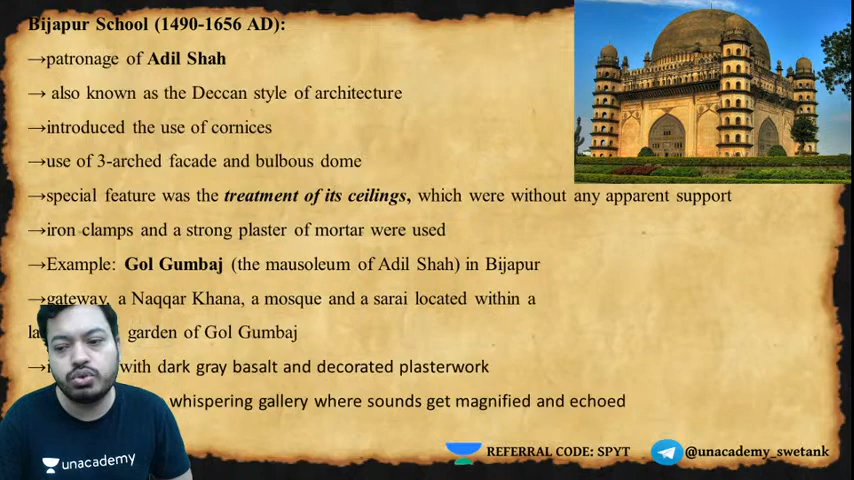 Bijapur School (1490-1656 AD):
→patronage of Adil Shah
→ also known as the Deccan style of architecture
→introduced the use of cornices
→use of 3-arched facade and bulbous dome
→special feature was the treatment of its ceilings, which were without any apparent support
→iron clamps and a strong plaster of mortar were used
→Example: Gol Gumbaj (the mausoleum of Adil Shah) in Bijapur
→gateway, a Naqqar Khana, a mosque and a sarai located within a
garden of Gol Gumbaj
with dark gray basalt and decorated plasterwork
whispering gallery where sounds get magnified and echoed
unacademy
REFERRAL CODE: SPYT
@unacademy_swetank